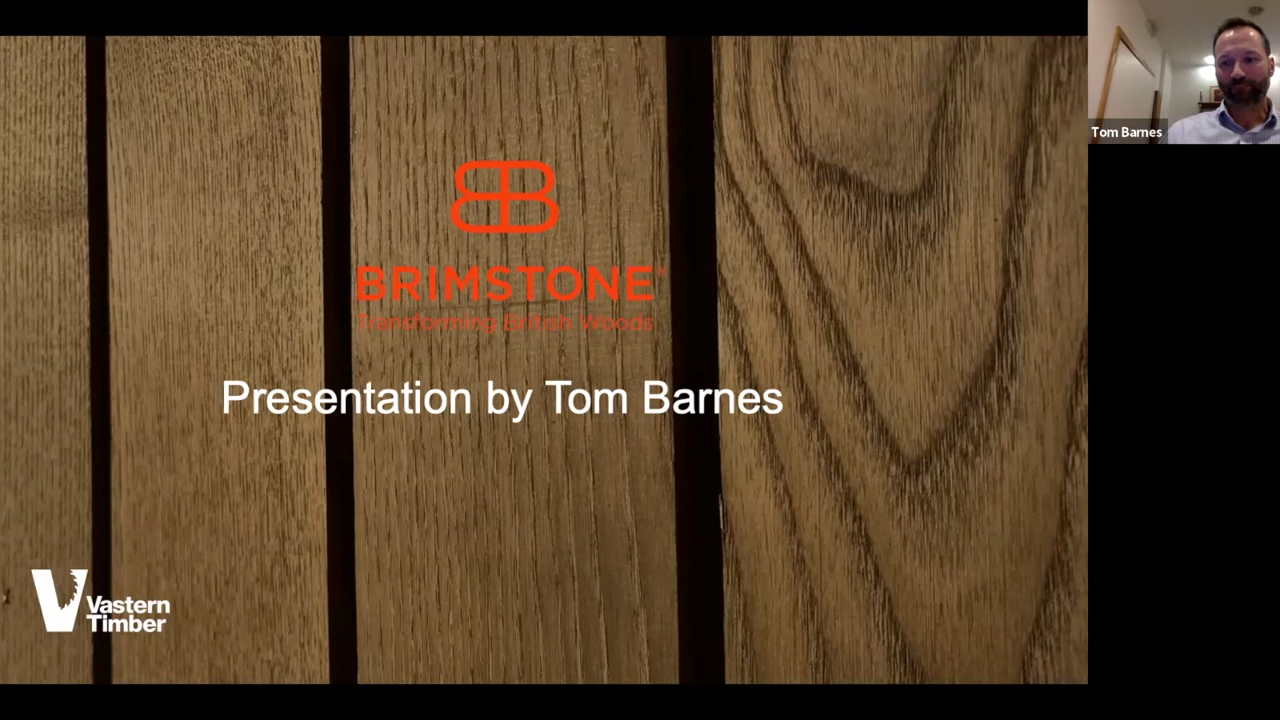 BRIMSTONE®
Transforming British Woods
Presentation by Tom Barnes
Vastern
Timber
Tom Barnes